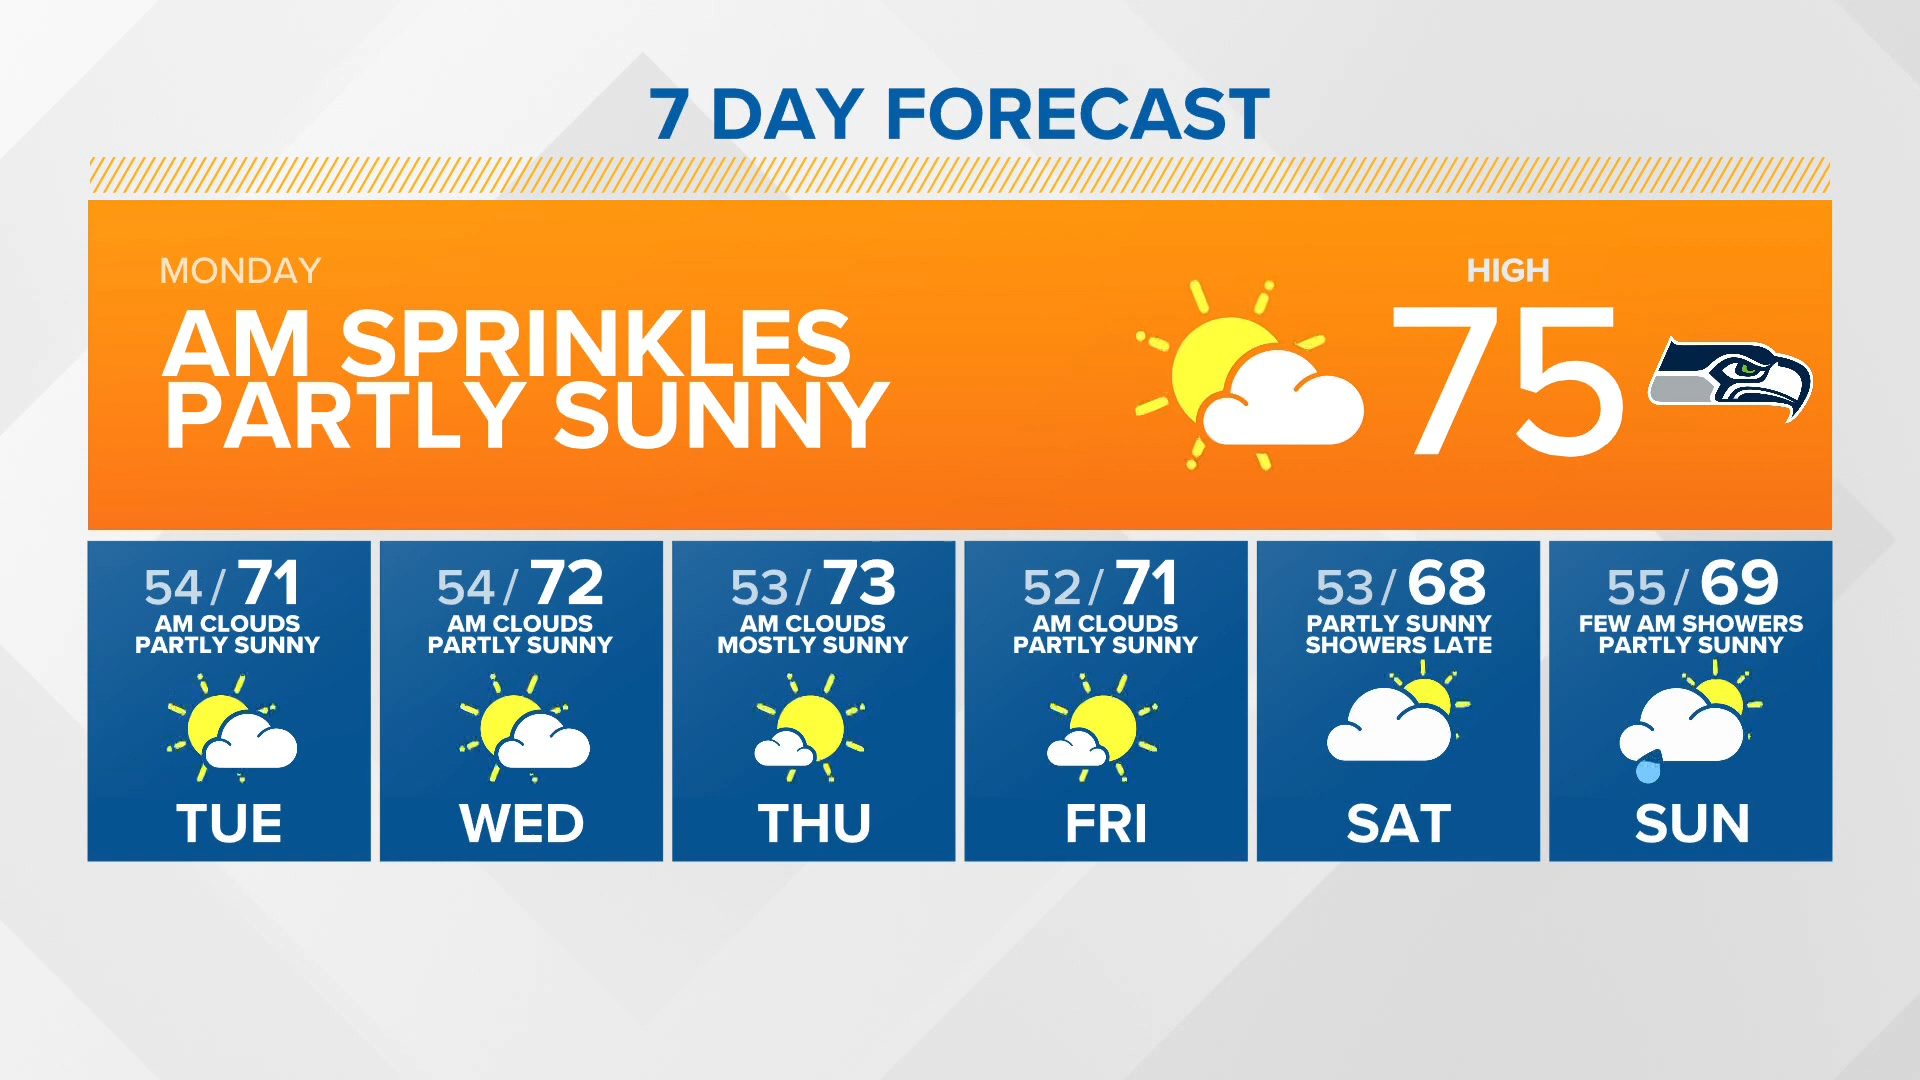 7 DAY FORECAST
MONDAY
AM SPRINKLES
PARTLY SUNNY
HIGH
75
54/71
AM CLOUDS
PARTLY SUNNY
TUE
54/72
AM CLOUDS
PARTLY SUNNY
WED
53/73
AM CLOUDS
MOSTLY SUNNY
THU
52/71
AM CLOUDS
PARTLY SUNNY
FRI
53/68
PARTLY SUNNY
SHOWERS LATE
SAT
55/69
FEW AM SHOWERS
PARTLY SUNNY
SUN